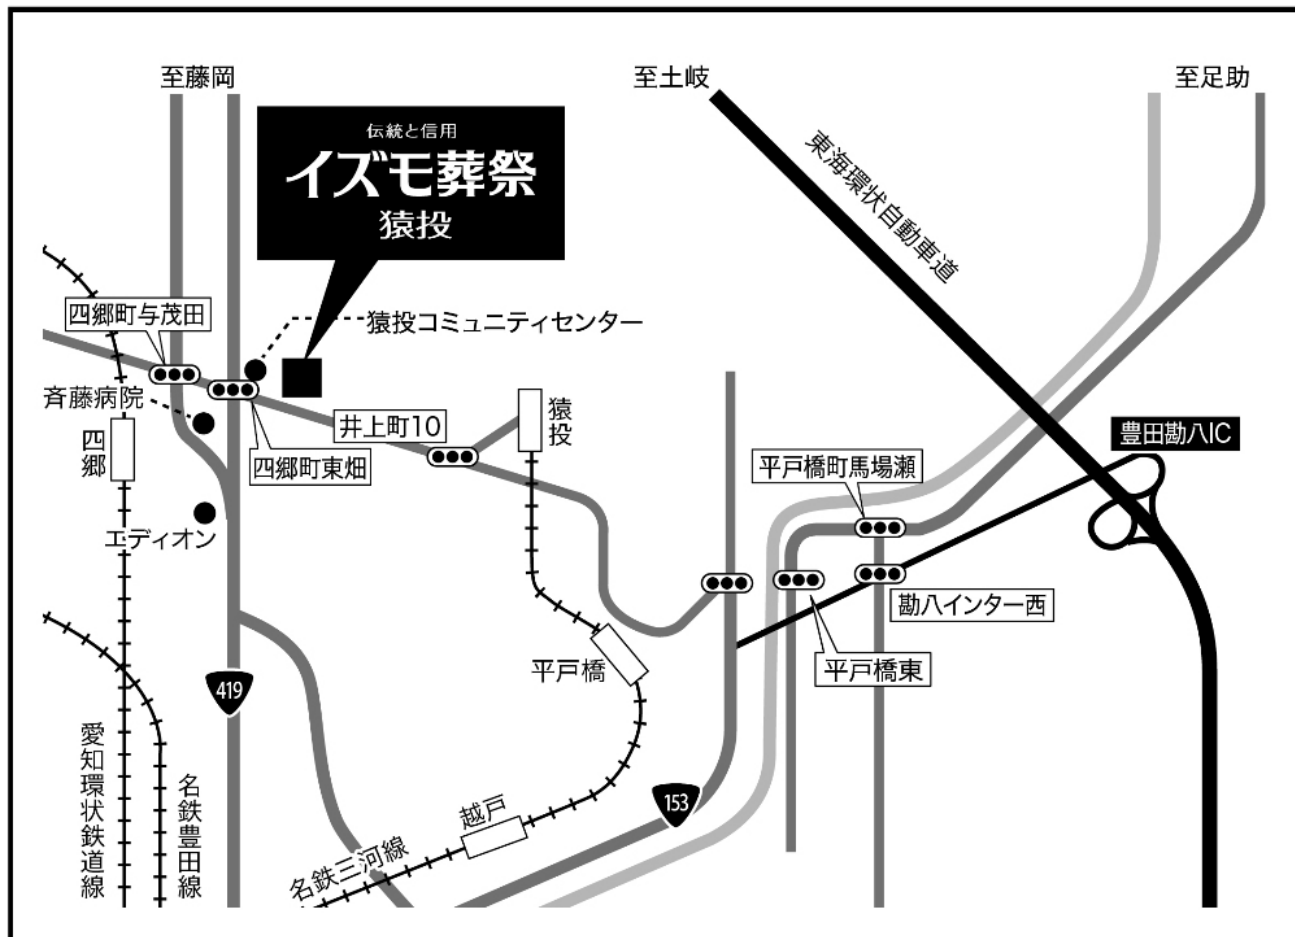 至藤岡
至土岐
至足助
伝統と信用
イズモ葬祭
猿投
東海環状自動車道
四郷町与茂田
猿投コミュニティセンター
斉藤病院
四郷
井上町10
猿投
四郷町東畑
豊田勘八IC
平戸橋町馬場瀬
エディオン
勘八インター西
平戸橋
平戸橋東
419
愛知環状鉄道線
名鉄豊田線
153
越戸
名鉄三河線